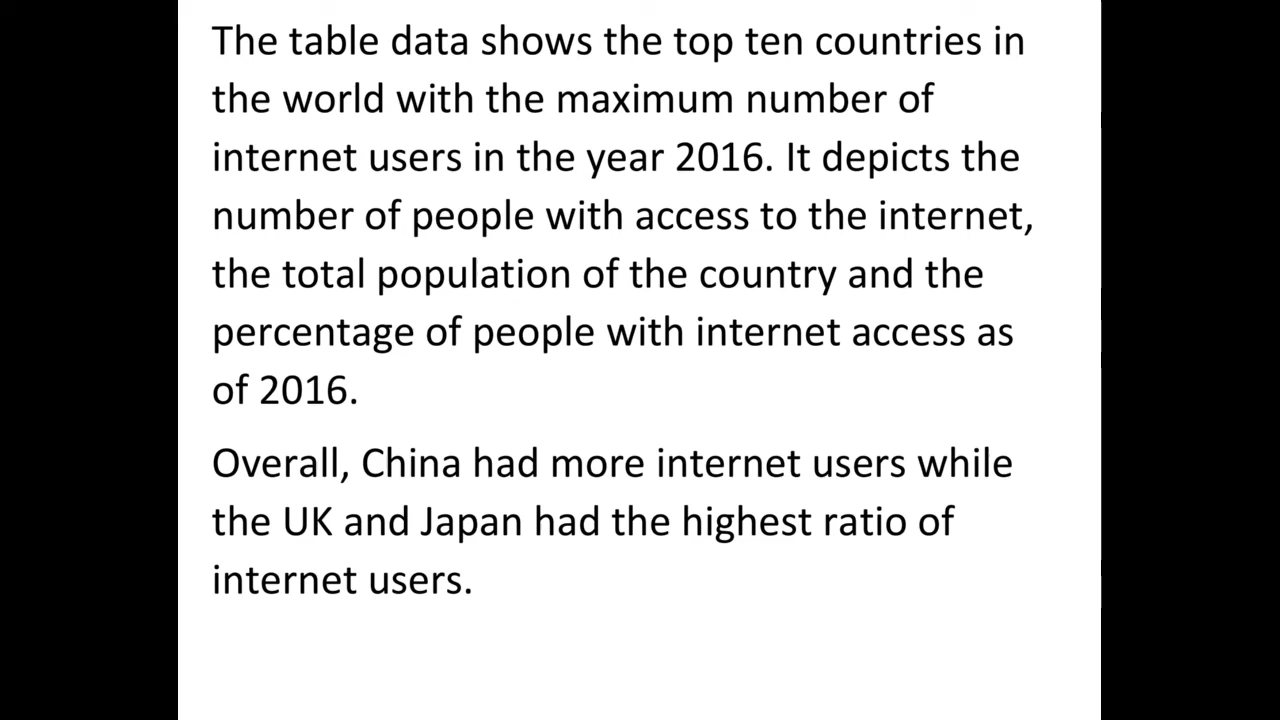 The table data shows the top ten countries in
the world with the maximum number of
internet users in the year 2016. It depicts the
number of people with access to the internet,
the total population of the country and the
percentage of people with internet access as
of 2016.
Overall, China had more internet users while
the UK and Japan had the highest ratio of
internet users.